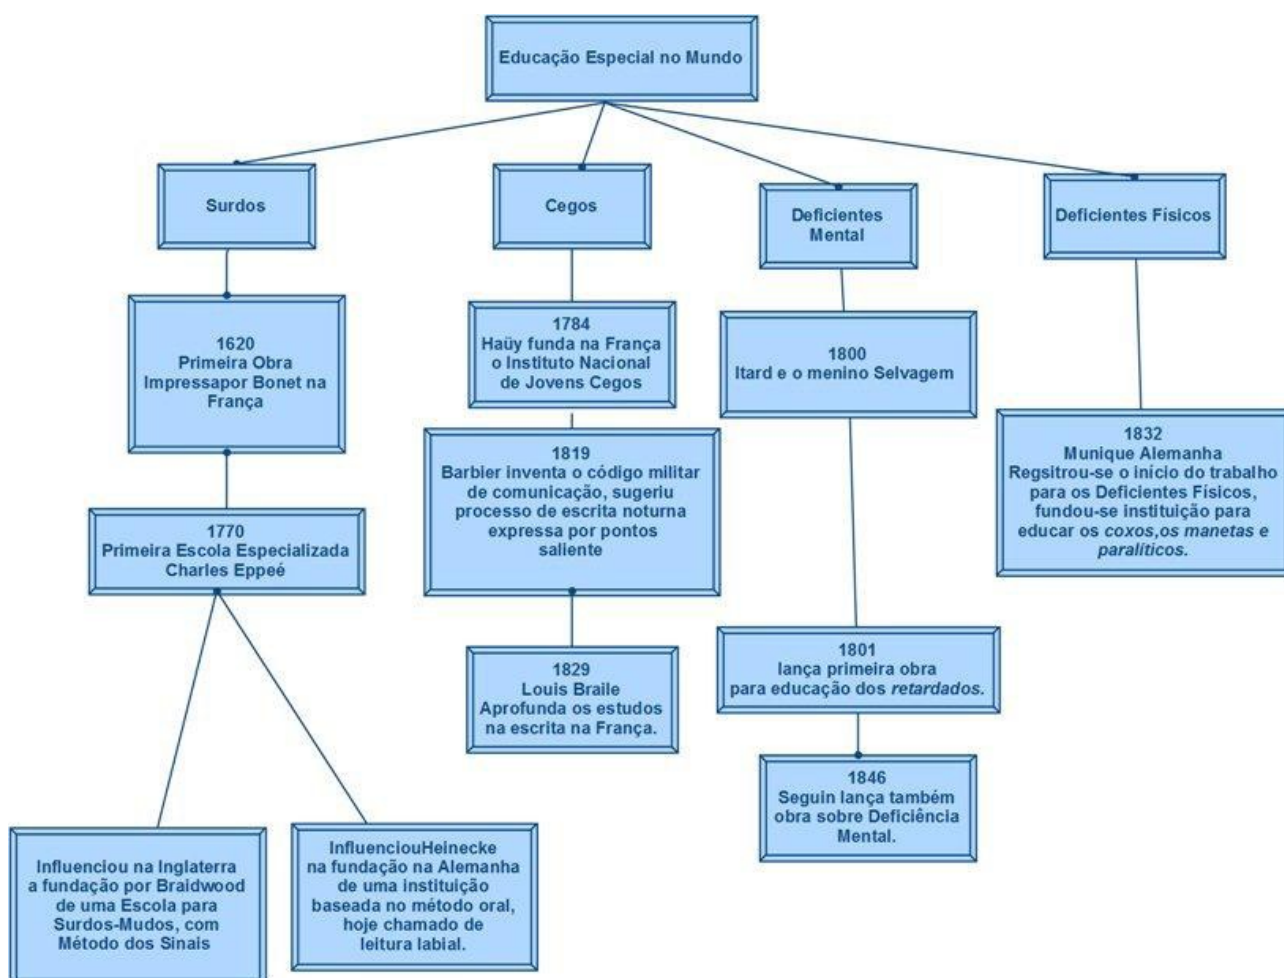 Educação Especial no Mundo
Surdos
Cegos
Deficientes
Mental
Deficientes Físicos
1620
Primeira Obra
Impressapor Bonet na
França
1784
Haüy funda na França
o Instituto Nacional
de Jovens Cegos
1800
Itard e o menino Selvagem
1832
Munique Alemanha
Regsitrou-se o início do trabalho
para os Deficientes Físicos,
fundou-se instituição para
educar os coxos,os manetas e
paralíticos.
1819
Barbier inventa o código militar
de comunicação, sugeriu
processo de escrita noturna
expressa por pontos
saliente
1770
Primeira Escola Especializada
Charles Eppeé
1829
Louis Braile
Aprofunda os estudos
na escrita na França.
1801
lança primeira obra
para educação dos retardados.
1846
Seguin lança também
obra sobre Deficiência
Mental.
Influenciou na Inglaterra
a fundação por Braidwood
de uma Escola para
Surdos-Mudos, com
Método dos Sinais
InfluenciouHeinecke
na fundação na Alemanha
de uma instituição
baseada no método oral,
hoje chamado de
leitura labial.